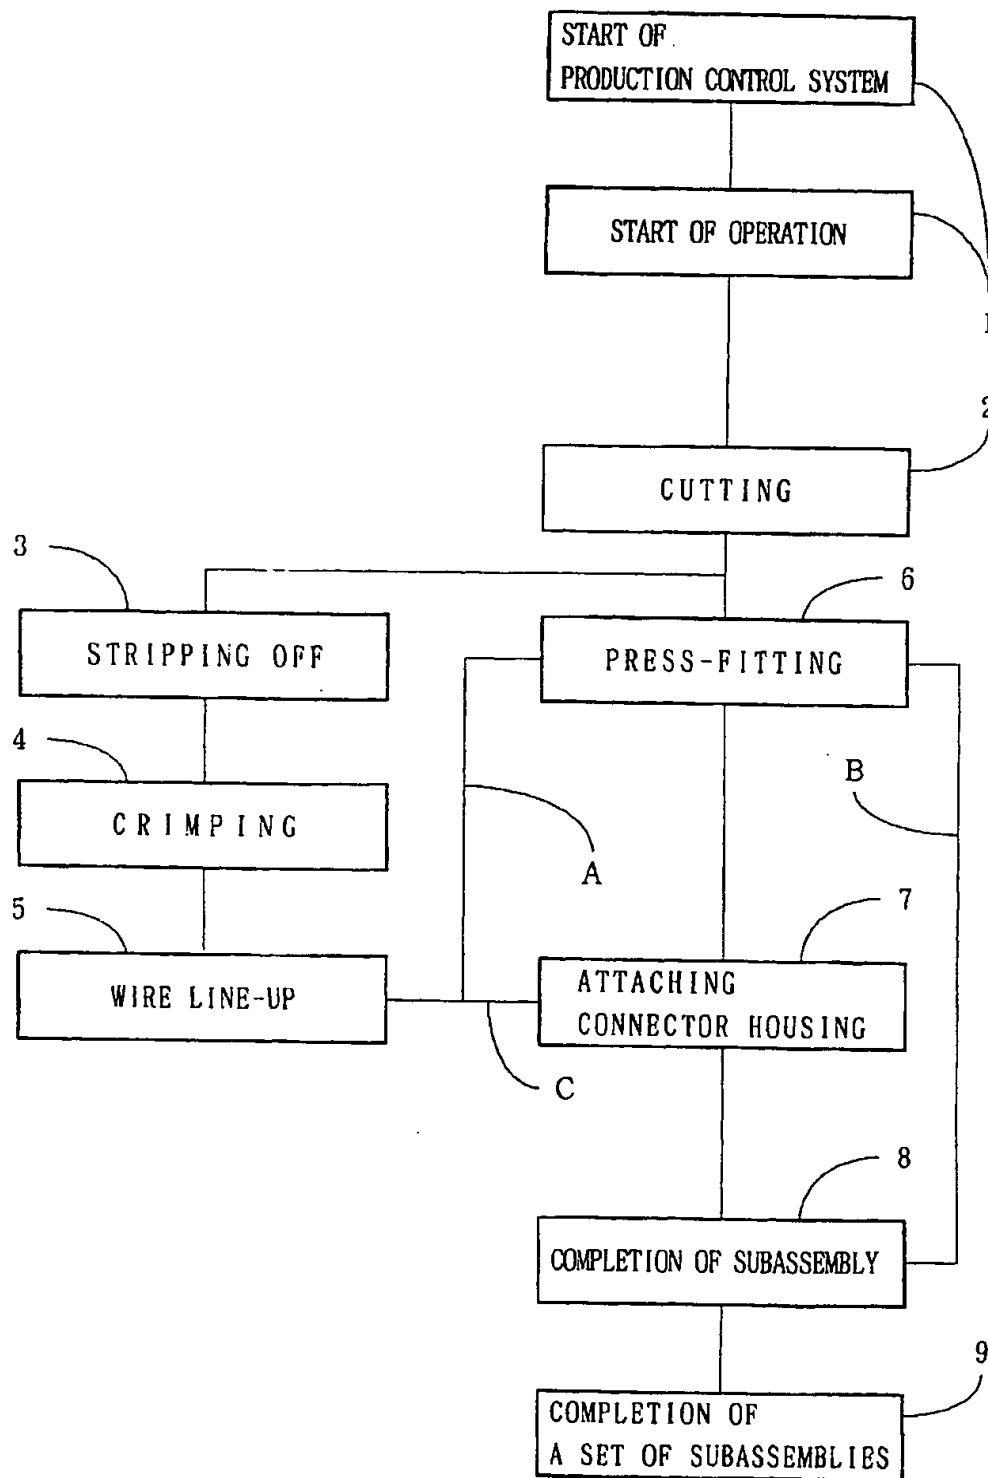 START OF
PRODUCTION CONTROL SYSTEM
START OF OPERATION
1
2
CUTTING
3
6
STRIPPING OFF
PRESS-FITTING
4
B
CRIMPING
A
5
7
WIRE LINE-UP
ATTACHING
CONNECTOR HOUSING
C
8
COMPLETION OF SUBASSEMBLY
9
COMPLETION OF
A SET OF SUBASSEMBLIES